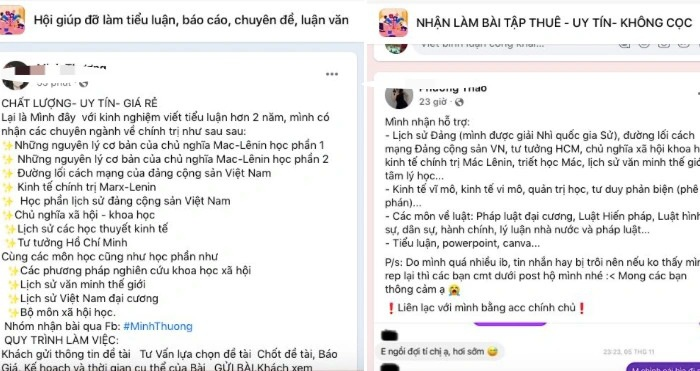 Hội giúp đỡ làm tiểu luận, báo cáo, chuyên đề, luận văn
CHẤT LƯỢNG- UY TÍN- GIÁ RẺ
Lại là Mình đây với kinh nghiệm viết tiểu luận hơn 2 năm, mình có
nhận các chuyên ngành về chính trị như sau sau:
✨Những nguyên lý cơ bản của chủ nghĩa Mac-Lênin học phần 1
✨Những nguyên lý cơ bản của chủ nghĩa Mac-Lênin học phần 2
✨ Đường lối cách mạng của đảng cộng sản Việt Nam
✨ Kinh tế chính trị Marx-Lenin
✨ Học phần lịch sử đảng cộng sản Việt Nam
✨Chủ nghĩa xã hội - khoa học
✨Lịch sử các học thuyết kinh tế
✨Tư tưởng Hồ Chí Minh
Cùng các môn học cũng như học phần như
✨Các phương pháp nghiên cứu khoa học xã hội
✨Lịch sử văn minh thế giới
✨Lịch sử Việt Nam đại cương
✨Bộ môn xã hội học.
Nhóm nhận bài qua Fb: #MinhThuong
QUY TRÌNH LÀM VIỆC:
Khách gửi thông tin đề tài Tư Vấn lựa chọn đề tài Chốt đề tài, Báo
Giá, Kế hoạch và thời gian cụ thể của Bài GỬI BÀI Khách xem
NHẬN LÀM BÀI TẬP THUÊ - UY TÍN- KHÔNG CỌC
Viết bình luận công khai...
Phương Thảo
23 giờ
Mình nhận hỗ trợ:
- Lịch sử Đảng (mình được giải Nhì quốc gia Sử), đường lối cách
mạng Đảng cộng sản VN, tư tưởng HCM, chủ nghĩa xã hội khoa h
kinh tế chính trị Mác Lênin, triết học Mác, lịch sử văn minh thế giớ
tâm lý học...
- Kinh tế vĩ mô, kinh tế vi mô, quản trị học, tư duy phản biện (phê
phán)...
- Các môn về luật: Pháp luật đại cương, Luật Hiến pháp, Luật hình
sự, dân sự, hành chính, lý luận nhà nước và pháp luật...
- Tiểu luận, powerpoint, canva...
P/s: Do mình quá nhiều ib, tin nhắn hay bị trôi nên nếu ko thấy mìn
rep lại thì các bạn cmt dưới post hộ mình nhé :< Mong các bạn
thông cảm ạ 😭
❗Liên lạc với mình bằng acc chính chủ❗
23:23, 05 THG 11
E ngồi đợi tí chị ạ, hơi sớm 😅